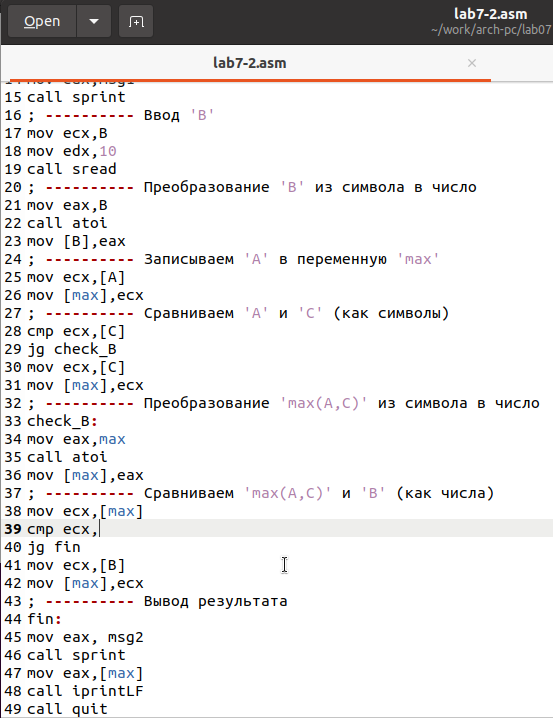 Open
lab7-2.asm
~/work/arch-pc/lab07
lab7-2.asm
15 call sprint
16 ; ---------- Ввод 'B'
17 mov ecx,B
18 mov edx,10
19 call sread
20 ; ---------- Преобразование 'B' из символа в число
21 mov eax,B
22 call atoi
23 mov [B],eax
24 ; ---------- Записываем 'A' в переменную 'max'
25 mov ecx,[A]
26 mov [max],ecx
27 ; ---------- Сравниваем 'A' и 'C' (как символы)
28 cmp ecx,[C]
29 jg check_B
30 mov ecx,[C]
31 mov [max],ecx
32 ; ---------- Преобразование 'max(A,C)' из символа в число
33 check_B:
34 mov eax,max
35 call atoi
36 mov [max],eax
37 ; ---------- Сравниваем 'max(A,C)' и 'B' (как числа)
38 mov ecx,[max]
39 cmp ecx,
40 jg fin
41 mov ecx,[B]
42 mov [max],ecx
43 ; ---------- Вывод результата
44 fin:
45 mov eax, msg2
46 call sprint
47 mov eax,[max]
48 call iprintLF
49 call quit